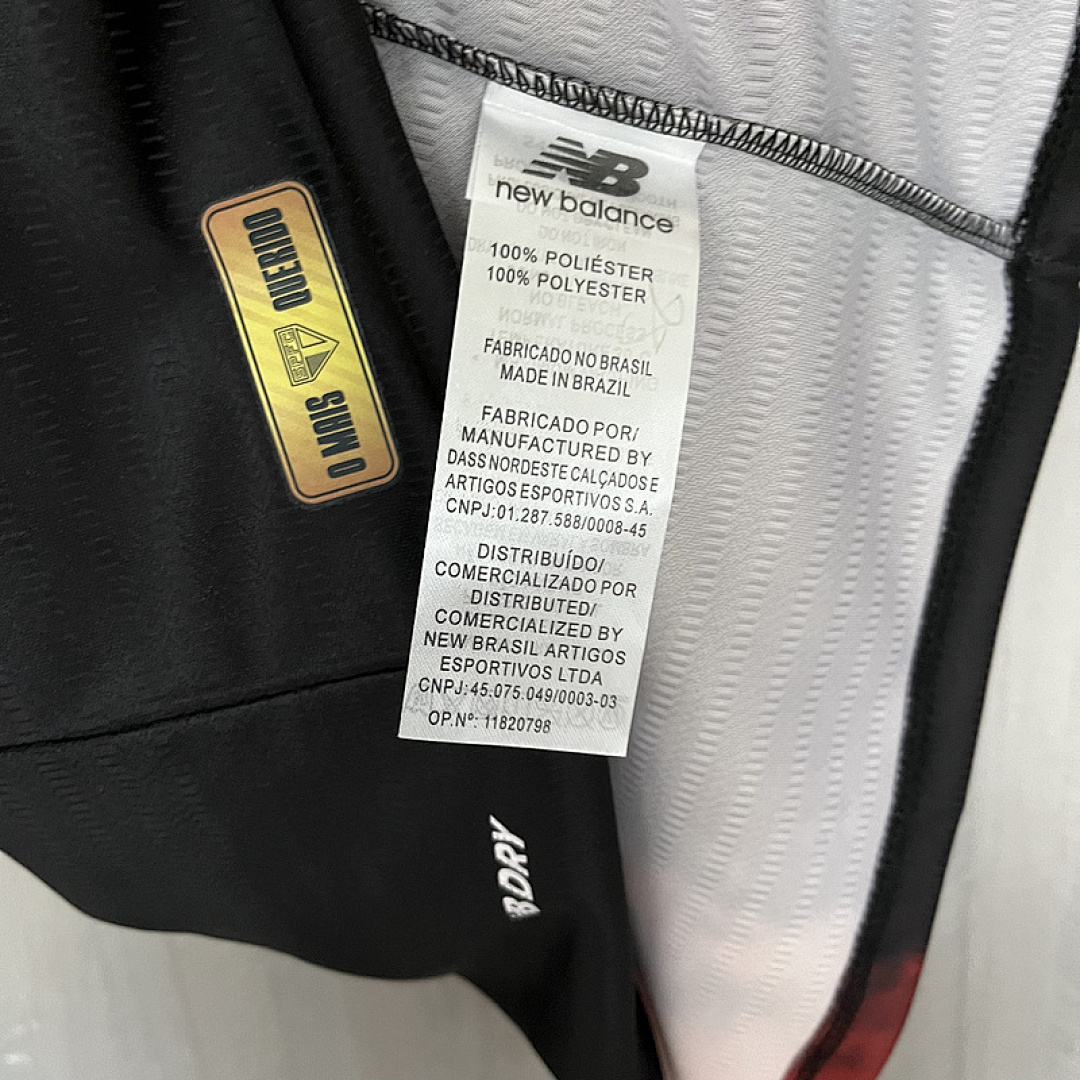 O MAIS
SPFC
QUERIDO
NB
new balance
100% POLIÉSTER
100% POLYESTER
FABRICADO NO BRASIL
MADE IN BRAZIL
FABRICADO POR/
MANUFACTURED BY
DASS NORDESTE CALÇADOS E
ARTIGOS ESPORTIVOS S.A.
CNPJ:01.287.588/0008-45
DISTRIBUÍDO/
COMERCIALIZADO POR
DISTRIBUTED/
COMERCIALIZED BY
NEW BRASIL ARTIGOS
ESPORTIVOS LTDA
CNPJ:45.075.049/0003-03
OP.Nº: 11820798
BDRY